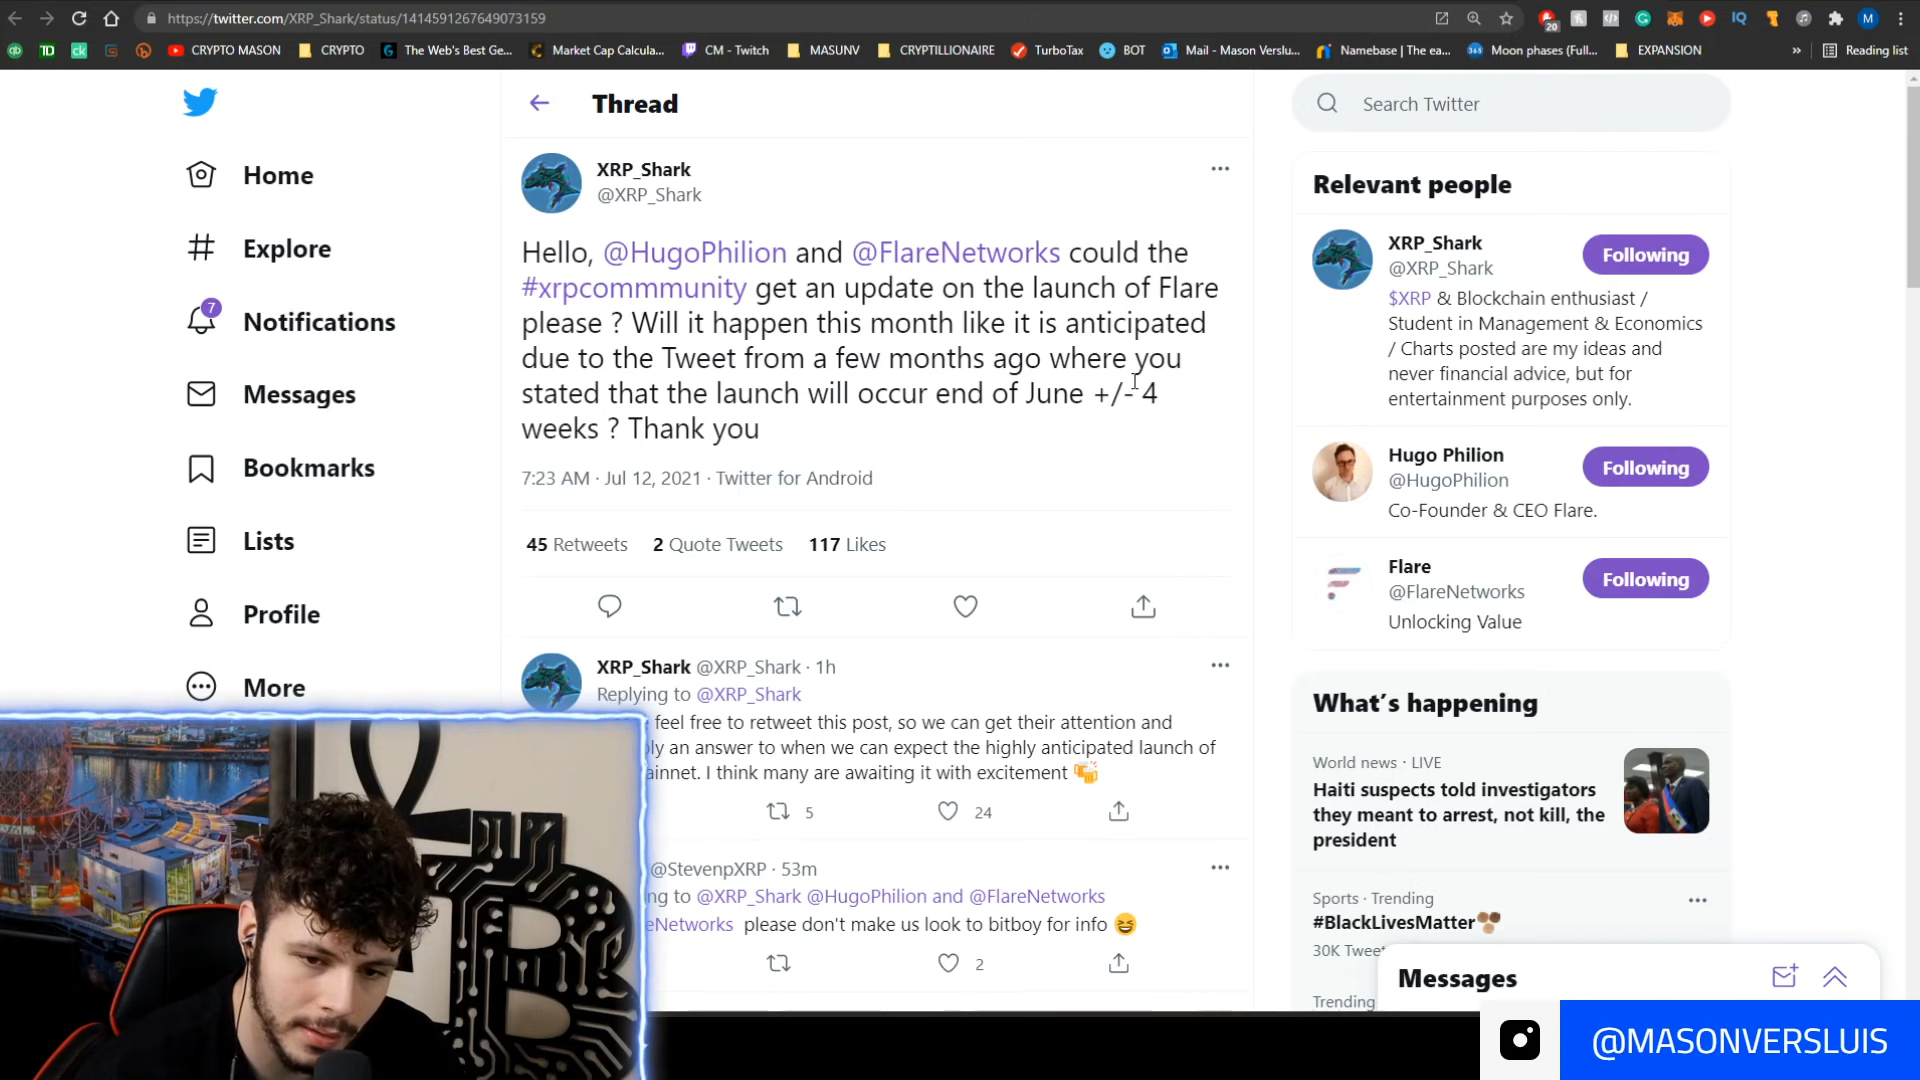 https://twitter.com/XRP_Shark/status/1414591267649073159
20
IQ
M
TD
ck
CRYPTO MASON
CRYPTO
The Web's Best Ge...
Market Cap Calcula...
CM - Twitch
MASUNV
CRYPTILLIONAIRE
TurboTax
BOT
Mail - Mason Verslu...
Namebase | The ea...
Moon phases (Full...
EXPANSION
»
Reading list
Home
Explore
7
Notifications
Messages
Bookmarks
Lists
Profile
More
Thread
XRP_Shark
@XRP_Shark
Hello, @HugoPhilion and @FlareNetworks could the
#xrpcommmunity get an update on the launch of Flare
please ? Will it happen this month like it is anticipated
due to the Tweet from a few months ago where you
stated that the launch will occur end of June +/- 4
weeks ? Thank you
7:23 AM · Jul 12, 2021 · Twitter for Android
45 Retweets 2 Quote Tweets 117 Likes
XRP_Shark @XRP_Shark · 1h
Replying to @XRP_Shark
feel free to retweet this post, so we can get their attention and
an answer to when we can expect the highly anticipated launch of
I think many are awaiting it with excitement
5 24
@StevenpXRP · 53m
to @XRP_Shark @HugoPhilion and @FlareNetworks
please don't make us look to bitboy for info
2
Search Twitter
Relevant people
XRP_Shark
@XRP_Shark
Following
$XRP & Blockchain enthusiast /
Student in Management & Economics
/ Charts posted are my ideas and
never financial advice, but for
entertainment purposes only.
Hugo Philion
@HugoPhilion
Following
Co-Founder & CEO Flare.
Flare
@FlareNetworks
Following
Unlocking Value
What's happening
World news · LIVE
Haiti suspects told investigators
they meant to arrest, not kill, the
president
Sports · Trending
#BlackLivesMatter
30K
Trending
Messages
@MASONVERSLUIS